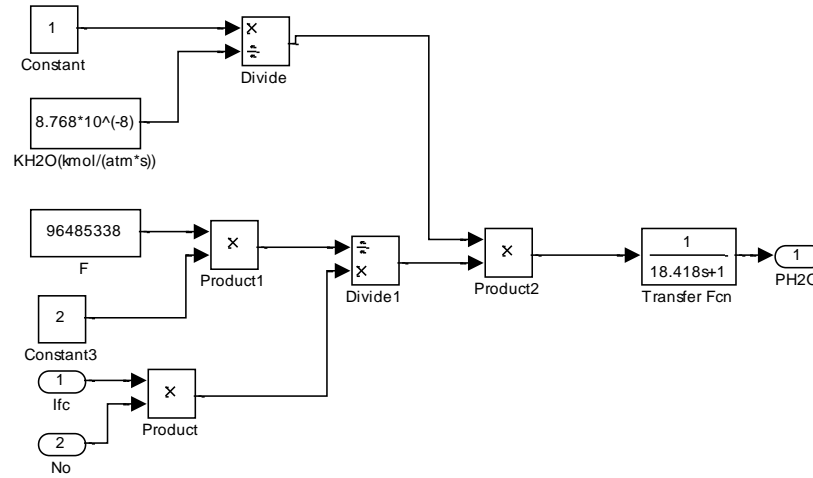 1
Constant
×
÷
Divide
8.768*10^(-8)
KH2O(kmol/(atm*s))
96485338
F
×
Product1
2
Constant3
÷
×
Divide1
×
Product2
1
18.418s+1
Transfer Fcn
1
PH2O
1
Ifc
2
No
×
Product